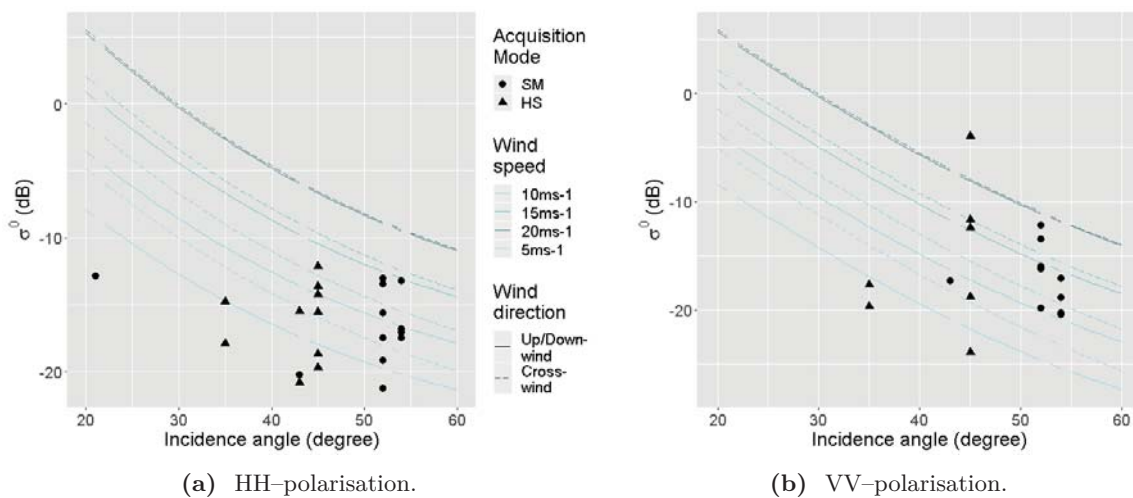 0
-10
-20
σ⁰ (dB)
20 30 40 50 60
Incidence angle (degree)
Acquisition
Mode
SM
HS
Wind
speed
10ms-1
15ms-1
20ms-1
5ms-1
Wind
direction
Up/Down-
wind
Cross-
wind
0
-10
-20
σ⁰ (dB)
20 30 40 50 60
Incidence angle (degree)
(a) HH–polarisation.
(b) VV–polarisation.